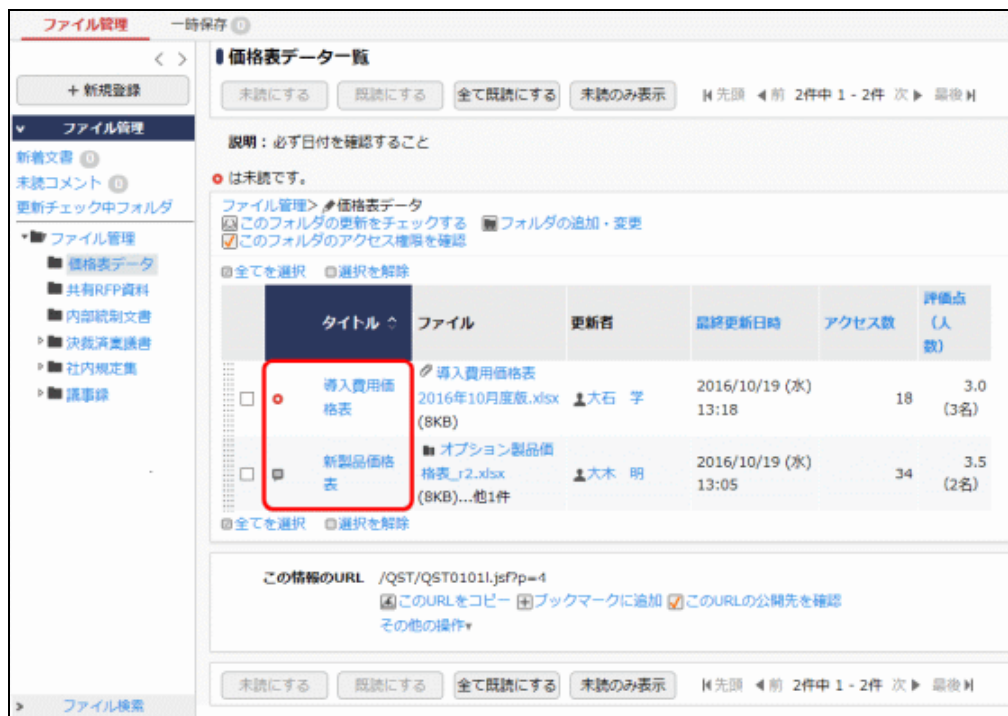 ファイル管理 一時保存 0
< >
+ 新規登録
ファイル管理
新着文書 0
未読コメント 0
更新チェック中フォルダ
ファイル管理
価格表データ
共有RFP資料
内部統制文書
決裁済稟議書
社内規定集
議事録
ファイル検索
価格表データ一覧
未読にする 既読にする 全て既読にする 未読のみ表示 先頭 前 2件中 1 - 2件 次 最後
説明：必ず日付を確認すること
は未読です。
ファイル管理> 価格表データ
このフォルダの更新をチェックする フォルダの追加・変更
このフォルダのアクセス権限を確認
全てを選択 選択を解除
タイトル ファイル 更新者 最終更新日時 アクセス数 評価点（人数）
導入費用価格表 導入費用価格表2016年10月度版.xlsx (8KB) 大石 学 2016/10/19 (水) 13:18 18 3.0 (3名)
新製品価格表 オプション製品価格表_r2.xlsx (8KB)...他1件 大木 明 2016/10/19 (水) 13:05 34 3.5 (2名)
全てを選択 選択を解除
この情報のURL /QST/QST0101l.jsf?p=4
このURLをコピー ブックマークに追加 このURLの公開先を確認
その他の操作▾
未読にする 既読にする 全て既読にする 未読のみ表示 先頭 前 2件中 1 - 2件 次 最後